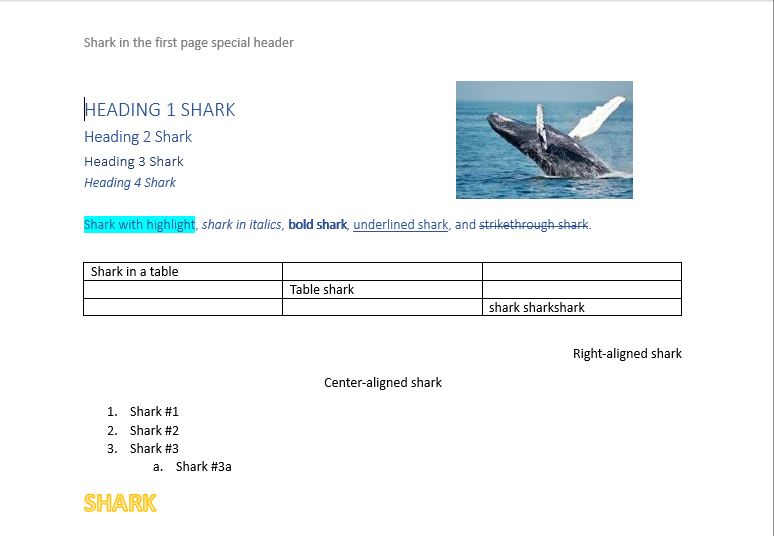 Shark in the first page special header
HEADING 1 SHARK
Heading 2 Shark
Heading 3 Shark
Heading 4 Shark
Shark with highlight, shark in italics, bold shark, underlined shark, and strikethrough shark.
Shark in a table
Table shark
shark sharkshark
Right-aligned shark
Center-aligned shark
1. Shark #1
2. Shark #2
3. Shark #3
a. Shark #3a
SHARK